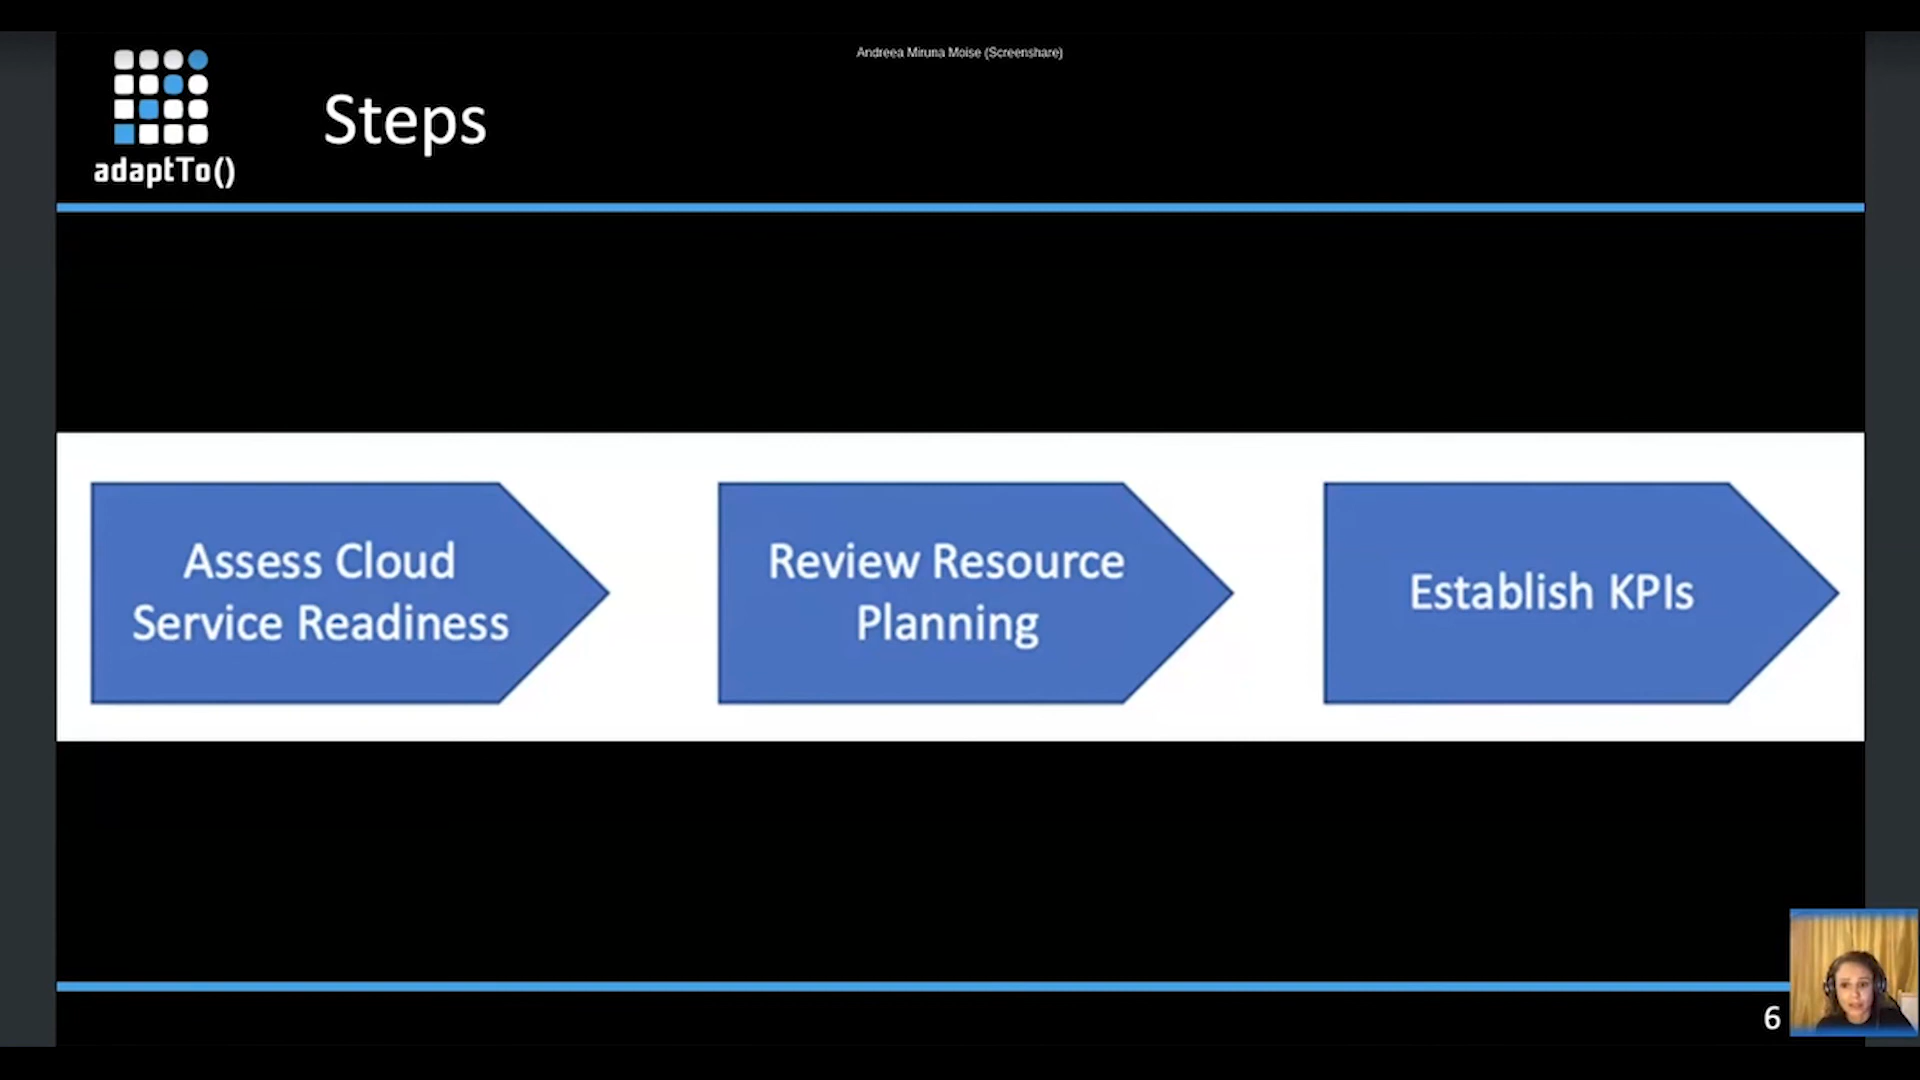 Andreea Miruna Moise (Screenshare)
adaptTo()
Steps
Assess Cloud
Service Readiness
Review Resource
Planning
Establish KPIs
6